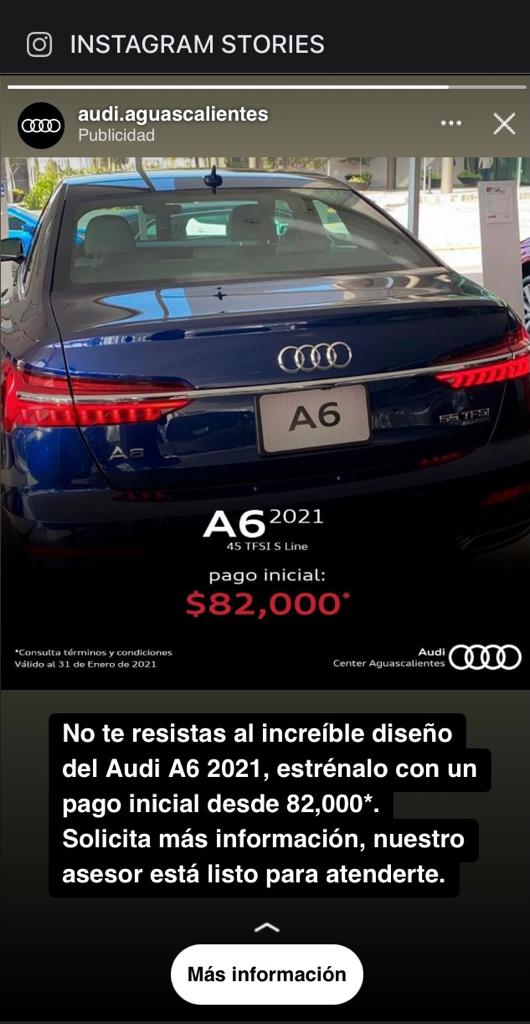 INSTAGRAM STORIES
audi.aguascalientes
Publicidad
A6
55 TFSI
A6
A6 2021
45 TFSI S Line
pago inicial:
$82,000*
*Consulta términos y condiciones
Válido al 31 de Enero de 2021
Audi
Center Aguascalientes
No te resistas al increíble diseño
del Audi A6 2021, estrénalo con un
pago inicial desde 82,000*.
Solicita más información, nuestro
asesor está listo para atenderte.
Más información